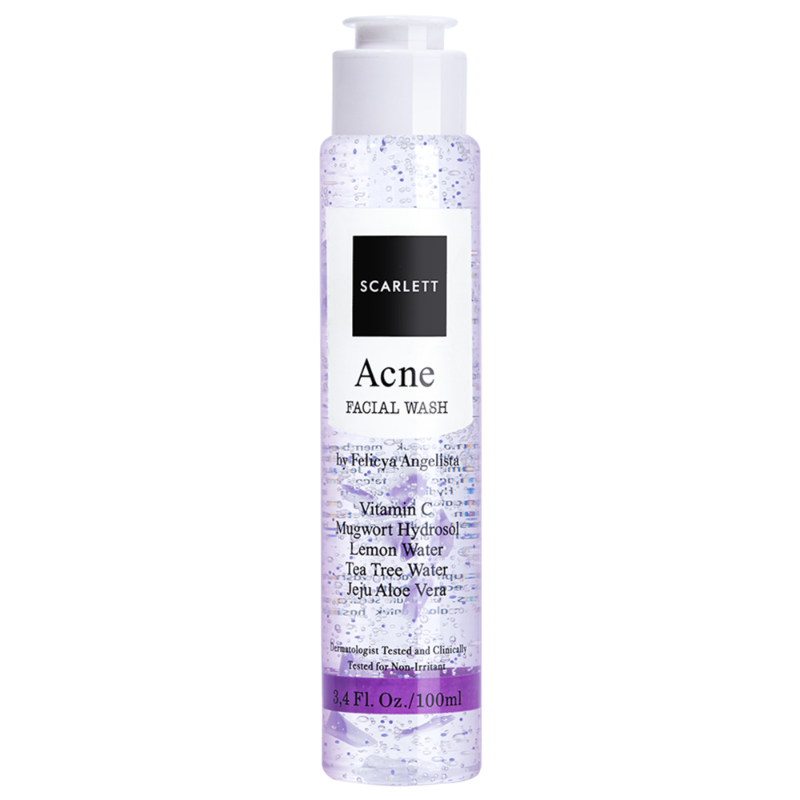 SCARLETT
Acne
FACIAL WASH
by Felicya Angelista
Vitamin C
Mugwort Hydrosol
Lemon Water
Tea Tree Water
Jeju Aloe Vera
Dermatologist Tested and Clinically
Tested for Non-Irritant
3,4 Fl. Oz./100ml